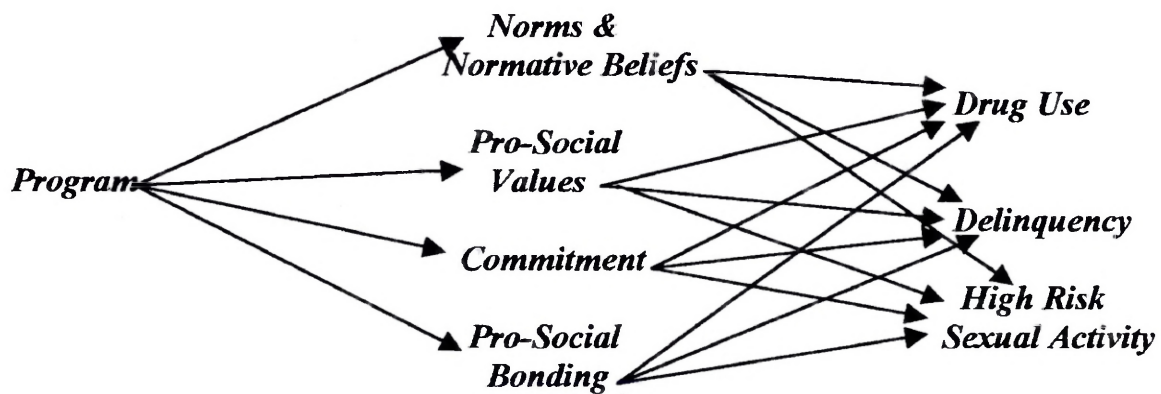 Norms &
Normative Beliefs
Drug Use
Pro-Social
Values
Program
Delinquency
Commitment
High Risk
Sexual Activity
Pro-Social
Bonding